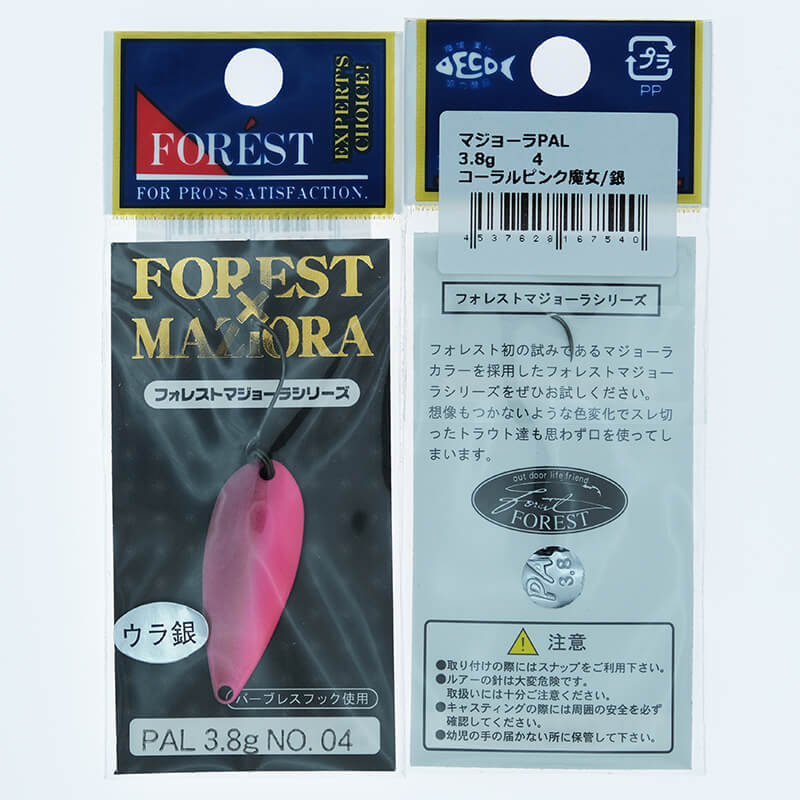 FORÉST
FOR PRO'S SATISFACTION.
EXPERT'S
CHOICE!
FOREST
×
MAZIORA
フォレストマジョーラシリーズ
ウラ銀
バーブレスフック使用
PAL 3.8g NO. 04
ECO
プラ
PP
マジョーラPAL
3.8g 4
コーラルピンク魔女/銀
4537628167540
フォレストマジョーラシリーズ
フォレスト初の試みであるマジョーラ
カラーを採用したフォレストマジョー
ラシリーズをぜひお試しください。
想像もつかないような色変化でスレ切
ったトラウト達も思わず口を使ってし
まいます。
out door life friend
forest
FOREST
PAL
3.8
注意
●取り付けの際にはスナップをご利用下さい。
●ルアーの針は大変危険です。
取扱いには十分ご注意ください。
●キャスティングの際には周囲の安全を必ず
確認してください。
●幼児の手の届かない所に保管して下さい。